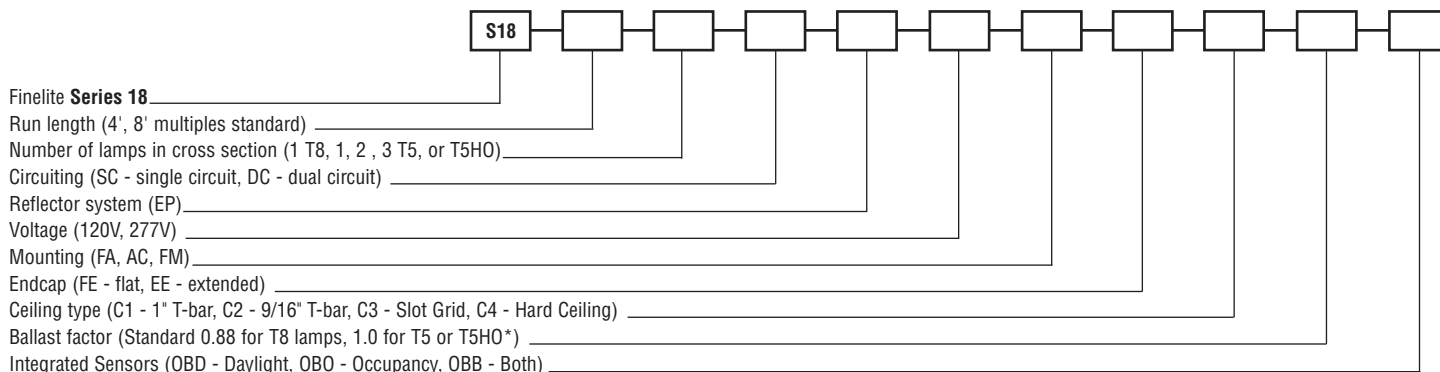 S18
Finelite Series 18
Run length (4', 8' multiples standard)
Number of lamps in cross section (1 T8, 1, 2 , 3 T5, or T5HO)
Circuiting (SC - single circuit, DC - dual circuit)
Reflector system (EP)
Voltage (120V, 277V)
Mounting (FA, AC, FM)
Endcap (FE - flat, EE - extended)
Ceiling type (C1 - 1" T-bar, C2 - 9/16" T-bar, C3 - Slot Grid, C4 - Hard Ceiling)
Ballast factor (Standard 0.88 for T8 lamps, 1.0 for T5 or T5HO*)
Integrated Sensors (OBD - Daylight, OBO - Occupancy, OBB - Both)